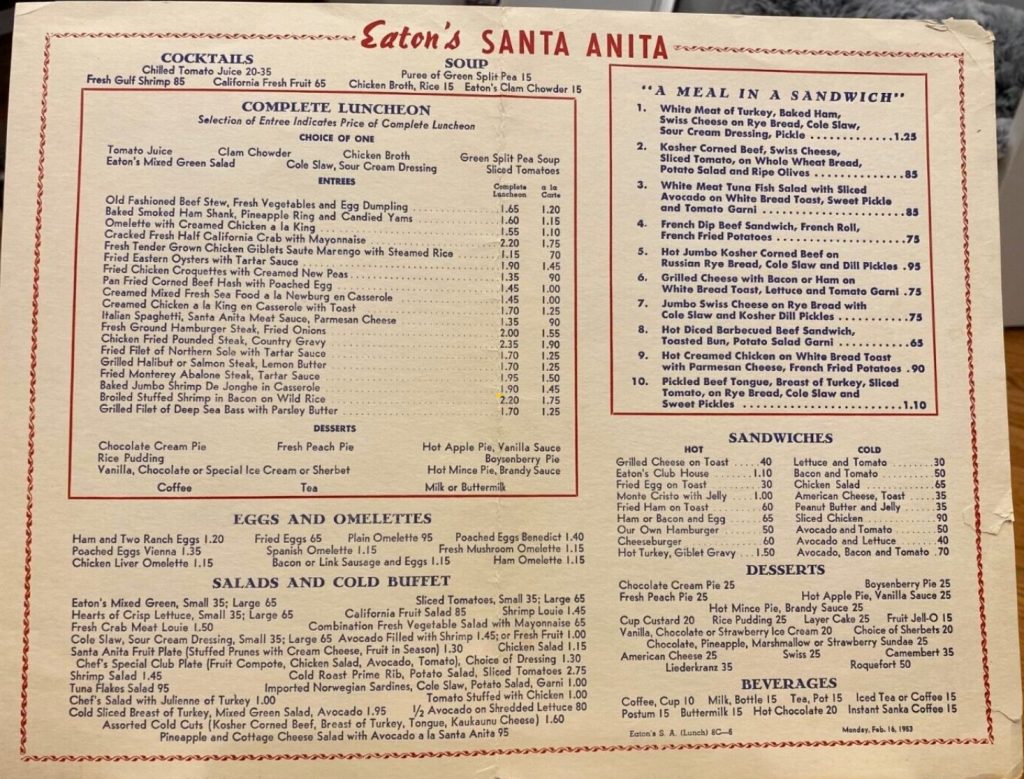 Eaton's SANTA ANITA
COCKTAILS
Chilled Tomato Juice 20-35
Fresh Gulf Shrimp 85 California Fresh Fruit 65
SOUP
Puree of Green Split Pea 15
Chicken Broth, Rice 15 Eaton's Clam Chowder 15
COMPLETE LUNCHEON
Selection of Entree Indicates Price of Complete Luncheon
CHOICE OF ONE
Tomato Juice Clam Chowder Chicken Broth Green Split Pea Soup
Eaton's Mixed Green Salad Cole Slaw, Sour Cream Dressing Sliced Tomatoes
ENTREES
Complete Luncheon a la Carte
Old Fashioned Beef Stew, Fresh Vegetables and Egg Dumpling 1.65 1.20
Baked Smoked Ham Shank, Pineapple Ring and Candied Yams 1.60 1.15
Omelette with Creamed Chicken a la King 1.55 1.10
Cracked Fresh Half California Crab with Mayonnaise 2.20 1.75
Fresh Tender Grown Chicken Giblets Saute Marengo with Steamed Rice 1.15 70
Fried Eastern Oysters with Tartar Sauce 1.90 1.45
Fried Chicken Croquettes with Creamed New Peas 1.35 90
Pan Fried Corned Beef Hash with Poached Egg 1.45 1.00
Creamed Mixed Fresh Sea Food a la Newburg en Casserole 1.45 1.00
Creamed Chicken a la King en Casserole with Toast 1.70 1.25
Italian Spaghetti, Santa Anita Meat Sauce, Parmesan Cheese 1.35 90
Fresh Ground Hamburger Steak, Fried Onions 2.00 1.55
Chicken Fried Pounded Steak, Country Gravy 2.35 1.90
Fried Filet of Northern Sole with Tartar Sauce 1.70 1.25
Grilled Halibut or Salmon Steak, Lemon Butter 1.70 1.25
Fried Monterey Abalone Steak, Tartar Sauce 1.95 1.50
Baked Jumbo Shrimp De Jonghe in Casserole 1.90 1.45
Broiled Stuffed Shrimp in Bacon on Wild Rice 2.20 1.75
Grilled Filet of Deep Sea Bass with Parsley Butter 1.70 1.25
DESSERTS
Chocolate Cream Pie Fresh Peach Pie Hot Apple Pie, Vanilla Sauce
Rice Pudding Boysenberry Pie
Vanilla, Chocolate or Special Ice Cream or Sherbet Hot Mince Pie, Brandy Sauce
Coffee Tea Milk or Buttermilk
EGGS AND OMELETTES
Ham and Two Ranch Eggs 1.20 Fried Eggs 65 Plain Omelette 95 Poached Eggs Benedict 1.40
Poached Eggs Vienna 1.35 Spanish Omelette 1.15 Fresh Mushroom Omelette 1.15
Chicken Liver Omelette 1.15 Bacon or Link Sausage and Eggs 1.15 Ham Omelette 1.15
SALADS AND COLD BUFFET
Eaton's Mixed Green, Small 35; Large 65 Sliced Tomatoes, Small 35; Large 65
Hearts of Crisp Lettuce, Small 35; Large 65 California Fruit Salad 85 Shrimp Louie 1.45
Fresh Crab Meat Louie 1.50 Combination Fresh Vegetable Salad with Mayonnaise 65
Cole Slaw, Sour Cream Dressing, Small 35; Large 65 Avocado Filled with Shrimp 1.45; or Fresh Fruit 1.00
Santa Anita Fruit Plate (Stuffed Prunes with Cream Cheese, Fruit in Season) 1.30 Chicken Salad 1.15
Chef's Special Club Plate (Fruit Compote, Chicken Salad, Avocado, Tomato), Choice of Dressing 1.30
Shrimp Salad 1.45 Cold Roast Prime Rib, Potato Salad, Sliced Tomatoes 2.75
Tuna Flakes Salad 95 Imported Norwegian Sardines, Cole Slaw, Potato Salad, Garni 1.00
Chef's Salad with Julienne of Turkey 1.00 Tomato Stuffed with Chicken 1.00
Cold Sliced Breast of Turkey, Mixed Green Salad, Avocado 1.95 1/2 Avocado on Shredded Lettuce 80
Assorted Cold Cuts (Kosher Corned Beef, Breast of Turkey, Tongue, Kaukaunu Cheese) 1.60
Pineapple and Cottage Cheese Salad with Avocado a la Santa Anita 95
"A MEAL IN A SANDWICH"
1. White Meat of Turkey, Baked Ham,
Swiss Cheese on Rye Bread, Cole Slaw,
Sour Cream Dressing, Pickle 1.25
2. Kosher Corned Beef, Swiss Cheese,
Sliced Tomato, on Whole Wheat Bread,
Potato Salad and Ripe Olives .85
3. White Meat Tuna Fish Salad with Sliced
Avocado on White Bread Toast, Sweet Pickle
and Tomato Garni .85
4. French Dip Beef Sandwich, French Roll,
French Fried Potatoes .75
5. Hot Jumbo Kosher Corned Beef on
Russian Rye Bread, Cole Slaw and Dill Pickles .95
6. Grilled Cheese with Bacon or Ham on
White Bread Toast, Lettuce and Tomato Garni .75
7. Jumbo Swiss Cheese on Rye Bread with
Cole Slaw and Kosher Dill Pickles .75
8. Hot Diced Barbecued Beef Sandwich,
Toasted Bun, Potato Salad Garni .65
9. Hot Creamed Chicken on White Bread Toast
with Parmesan Cheese, French Fried Potatoes .90
10. Pickled Beef Tongue, Breast of Turkey, Sliced
Tomato, on Rye Bread, Cole Slaw and
Sweet Pickles 1.10
SANDWICHES
HOT
Grilled Cheese on Toast .40
Eaton's Club House 1.10
Fried Egg on Toast 30
Monte Cristo with Jelly 1.00
Fried Ham on Toast 60
Ham or Bacon and Egg 65
Our Own Hamburger 50
Cheeseburger 60
Hot Turkey, Giblet Gravy 1.50
COLD
Lettuce and Tomato .30
Bacon and Tomato .50
Chicken Salad .65
American Cheese, Toast .35
Peanut Butter and Jelly .35
Sliced Chicken 90
Avocado and Tomato .50
Avocado and Lettuce .40
Avocado, Bacon and Tomato .70
DESSERTS
Chocolate Cream Pie 25 Boysenberry Pie 25
Fresh Peach Pie 25 Hot Apple Pie, Vanilla Sauce 25
Hot Mince Pie, Brandy Sauce 25
Cup Custard 20 Rice Pudding 25 Layer Cake 25 Fruit Jell-O 15
Vanilla, Chocolate or Strawberry Ice Cream 20 Choice of Sherbets 20
Chocolate, Pineapple, Marshmallow or Strawberry Sundae 25
American Cheese 25 Swiss 25 Camembert 35
Liederkranz 35 Roquefort 50
BEVERAGES
Coffee, Cup 10 Milk, Bottle 15 Tea, Pot 15 Iced Tea or Coffee 15
Postum 15 Buttermilk 15 Hot Chocolate 20 Instant Sanka Coffee 15
Eaton's S. A. (Lunch) 8C—6 Monday, Feb. 16, 1953